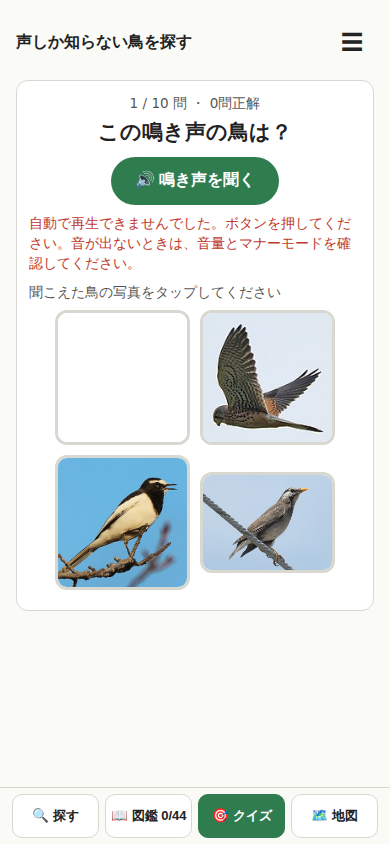 声しか知らない鳥を探す
☰
1 / 10 問 ・ 0問正解
この鳴き声の鳥は？
🔊 鳴き声を聞く
自動で再生できませんでした。ボタンを押してくだ
さい。音が出ないときは、音量とマナーモードを確
認してください。
聞こえた鳥の写真をタップしてください
🔍 探す
📖 図鑑 0/44
🎯 クイズ
🗺️ 地図